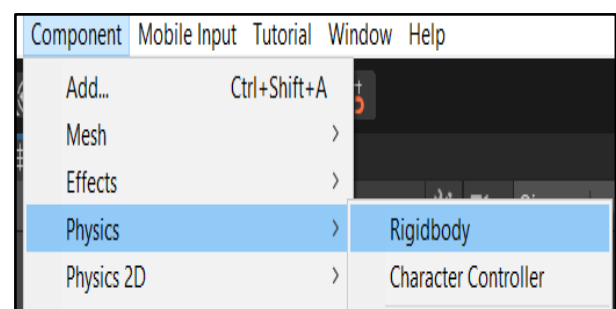 Component Mobile Input Tutorial Window Help
Add... Ctrl+Shift+A
Mesh
Effects
Physics
Rigidbody
Physics 2D
Character Controller